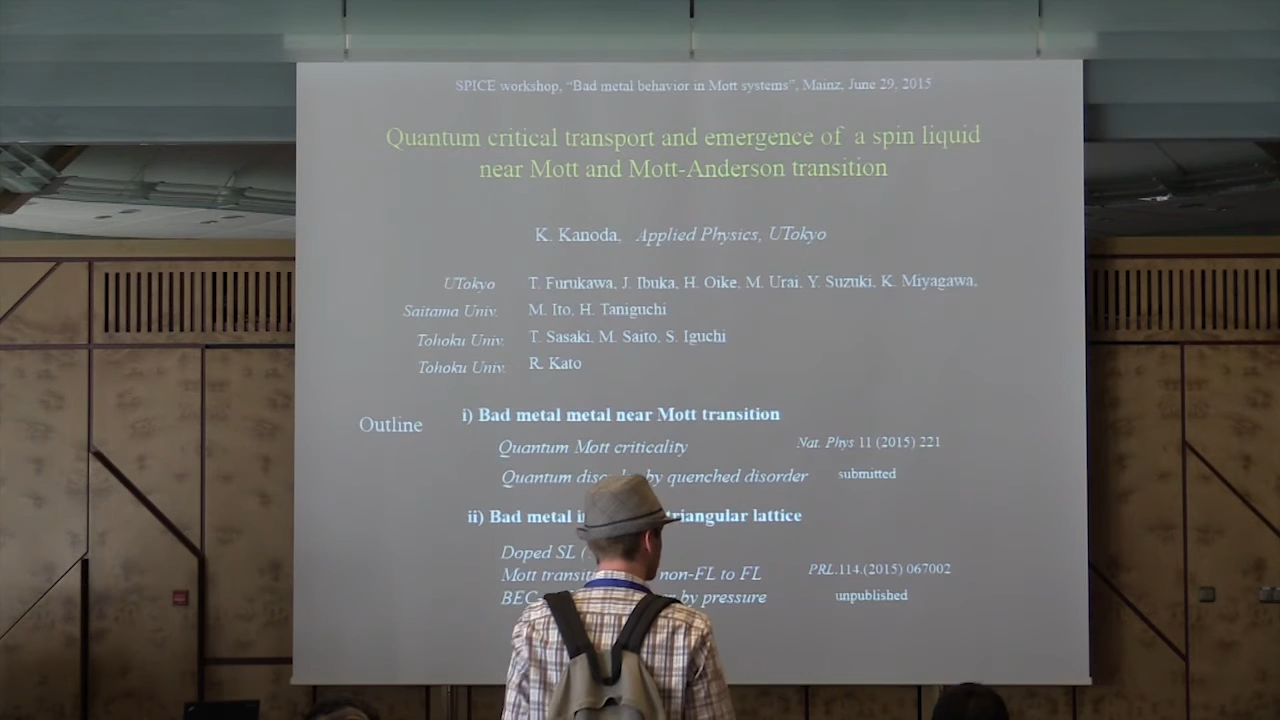 SPICE workshop, "Bad metal behavior in Mott systems", Mainz, June 29, 2015
Quantum critical transport and emergence of a spin liquid
near Mott and Mott-Anderson transition
K. Kanoda, Applied Physics, UTokyo
UTokyo T. Furukawa, J. Ibuka, H. Oike, M. Urai, Y. Suzuki, K. Miyagawa,
Saitama Univ. M. Ito, H. Taniguchi
Tohoku Univ. T. Sasaki, M. Saito, S. Iguchi
Tohoku Univ. R. Kato
Outline
i) Bad metal metal near Mott transition
Quantum Mott criticality Nat. Phys 11 (2015) 221
Quantum by quenched disorder submitted
ii) Bad metal triangular lattice
Doped SL
Mott non-FL to FL PRL.114.(2015) 067002
BEC by pressure unpublished